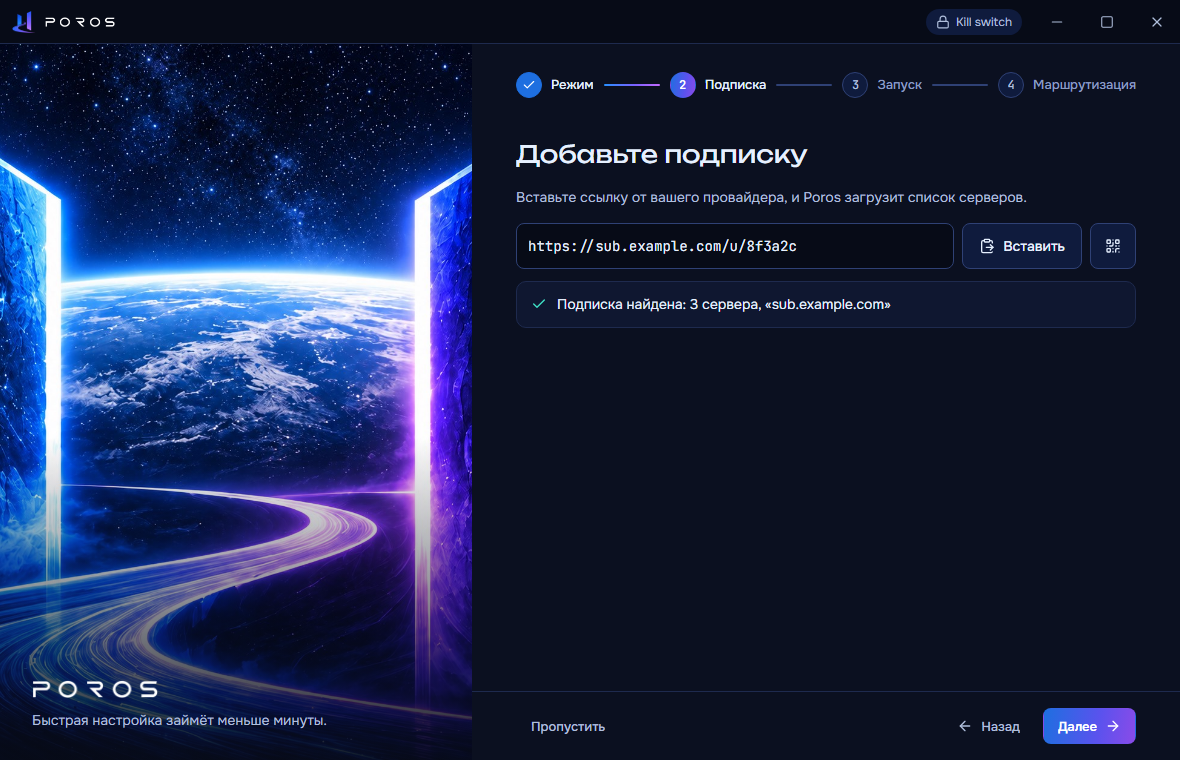 POROS
Kill switch
Режим
2 Подписка
3 Запуск
4 Маршрутизация
Добавьте подписку
Вставьте ссылку от вашего провайдера, и Poros загрузит список серверов.
https://sub.example.com/u/8f3a2c
Вставить
Подписка найдена: 3 сервера, «sub.example.com»
POROS
Быстрая настройка займёт меньше минуты.
Пропустить
Назад
Далее